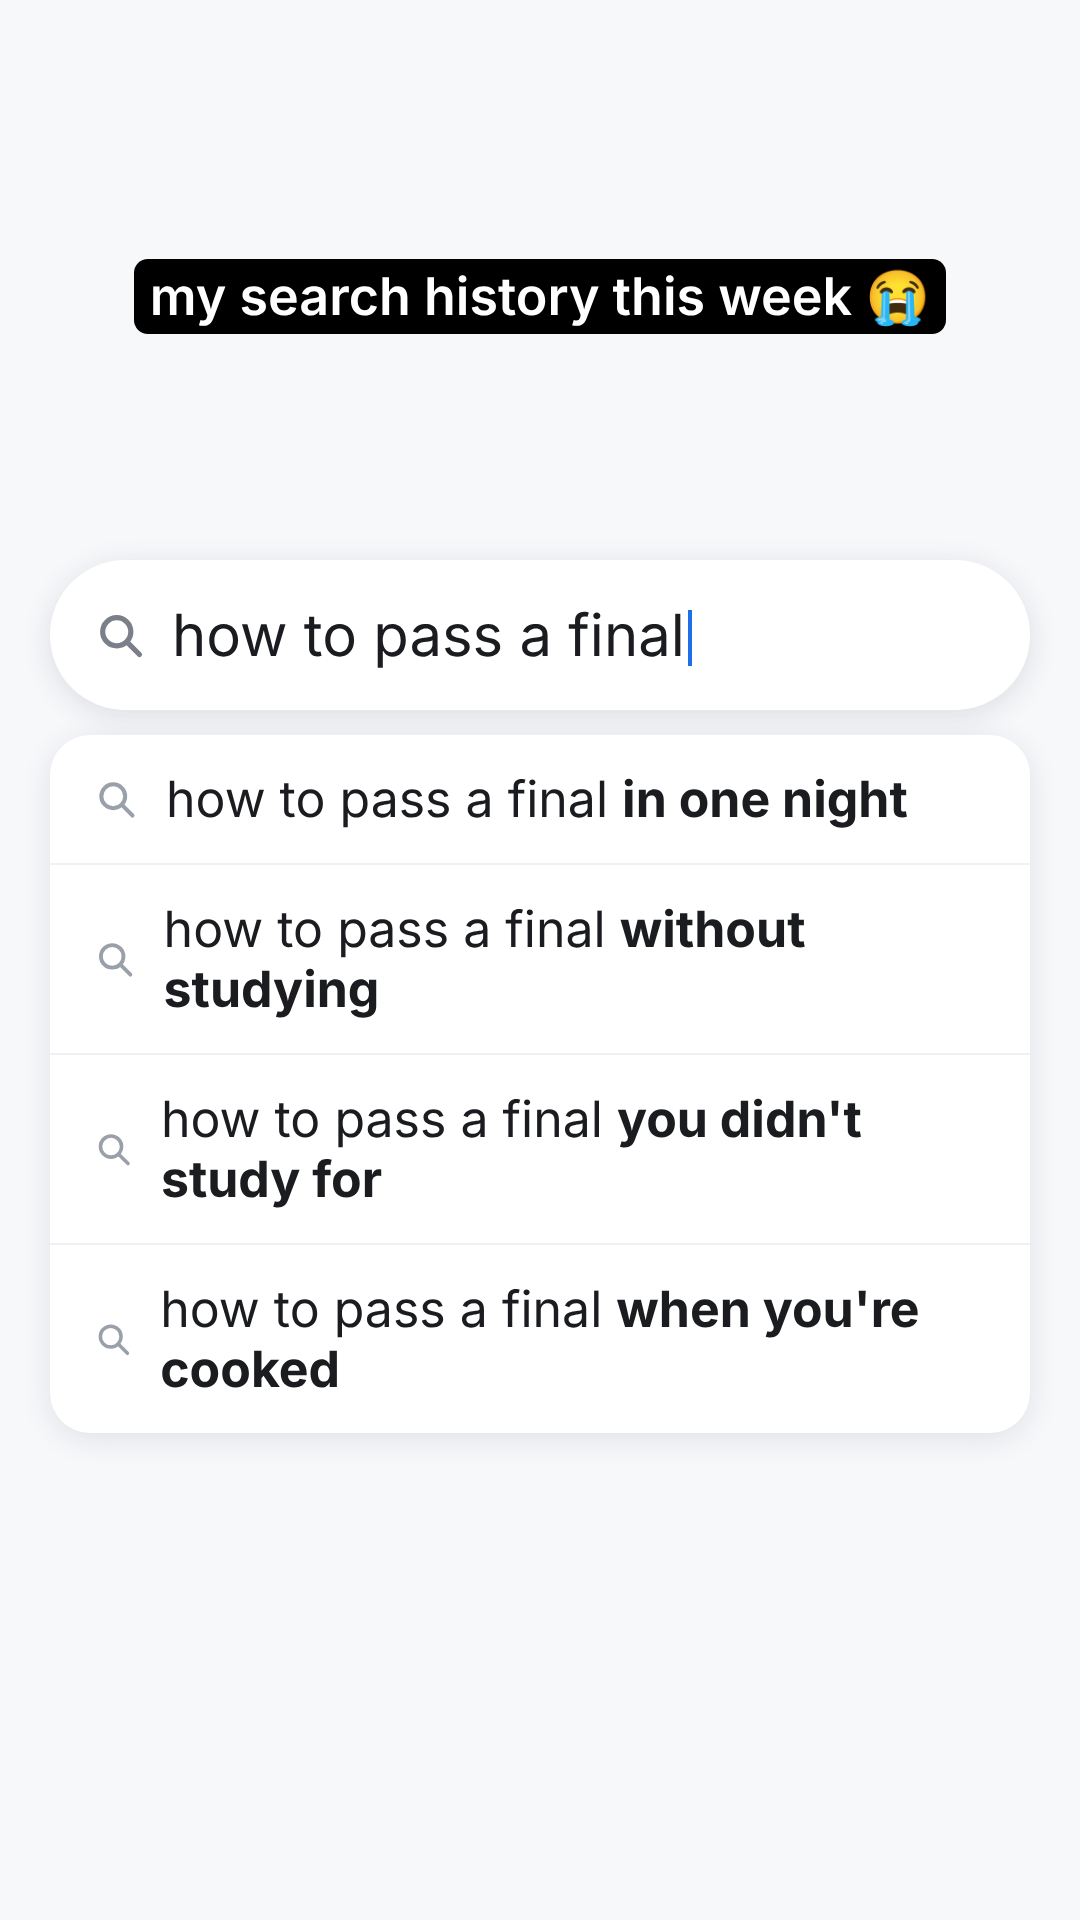 my search history this week 😭
how to pass a final
how to pass a final in one night
how to pass a final without
studying
how to pass a final you didn't
study for
how to pass a final when you're
cooked